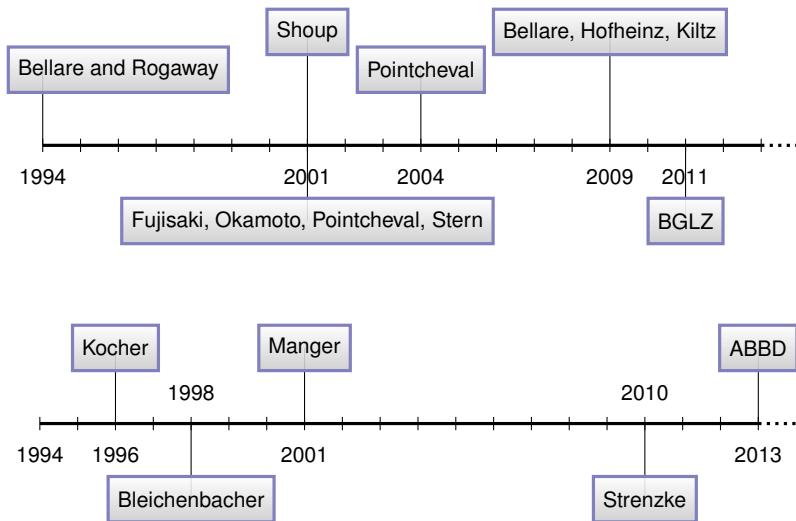 Shoup
Bellare, Hofheinz, Kiltz
Bellare and Rogaway
Pointcheval
1994
2001
2004
2009
2011
Fujisaki, Okamoto, Pointcheval, Stern
BGLZ
Kocher
Manger
ABBD
1998
2010
1994
1996
2001
2013
Bleichenbacher
Strenzke